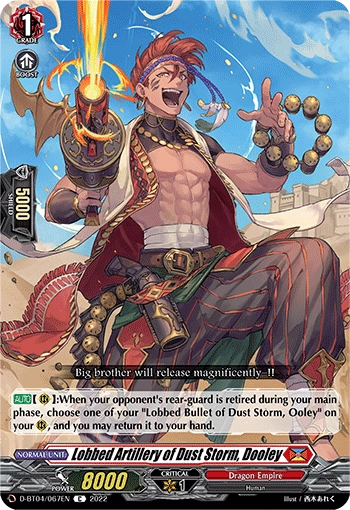 1
GRADE
BOOST
5000
SHIELD
Big brother will release magnificently–!!
AUTO[ ]:When your opponent's rear-guard is retired during your main
phase, choose one of your "Lobbed Bullet of Dust Storm, Ooley" on
your , and you may return it to your hand.
NORMAL UNIT Lobbed Artillery of Dust Storm, Dooley
POWER 8000 CRITICAL 1 Dragon Empire
Human
D-BT04/067EN C 2022 Illust / 西木あれく